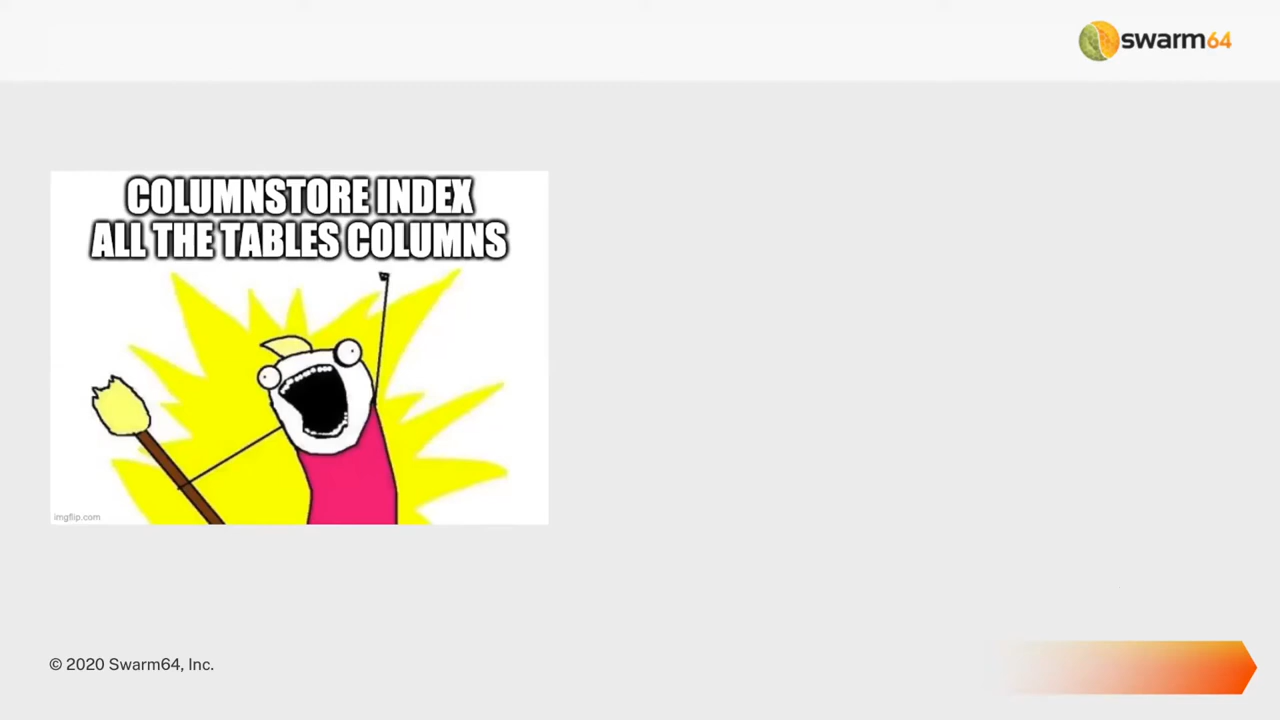 swarm64
COLUMNSTORE INDEX
ALL THE TABLES COLUMNS
imgflip.com
© 2020 Swarm64, Inc.